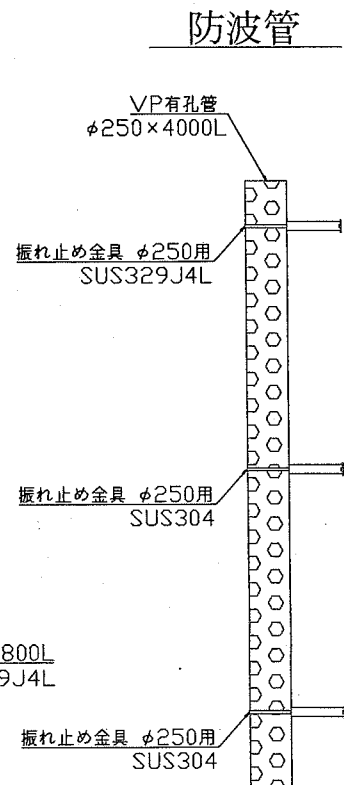 防波管
VP有孔管
φ250×4000L
振れ止め金具 φ250用
SUS329J4L
振れ止め金具 φ250用
SUS304
800L
9J4L
振れ止め金具 φ250用
SUS304